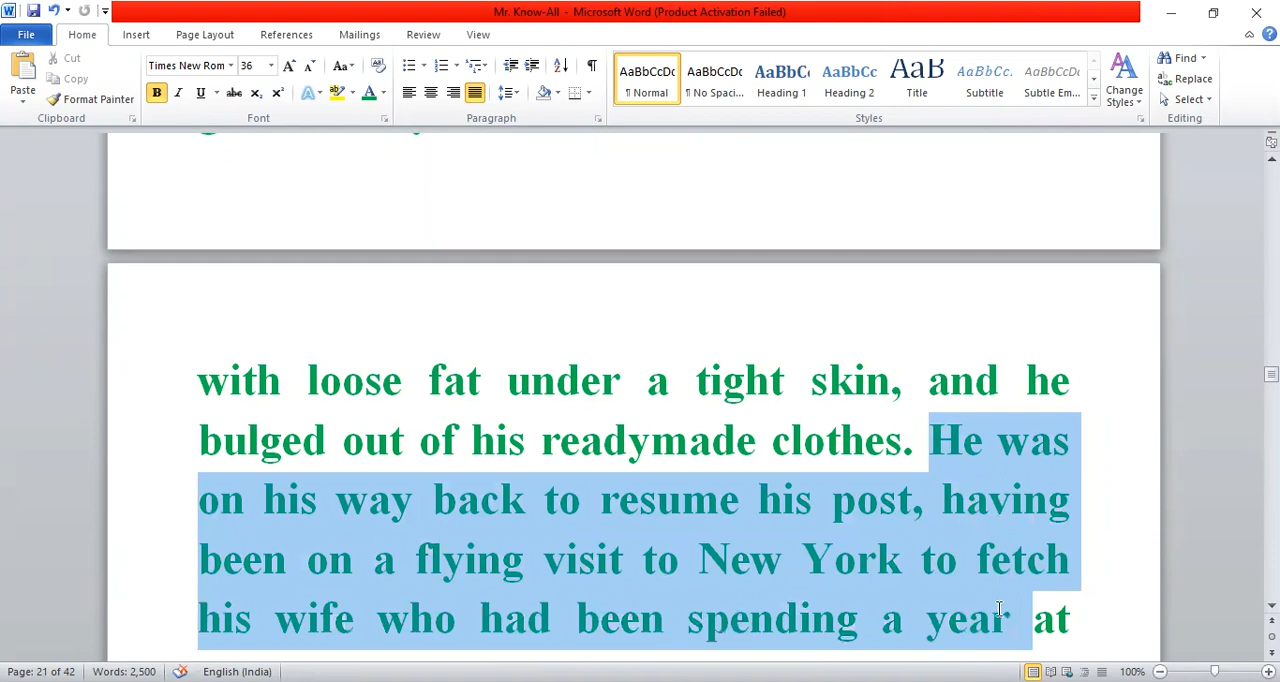 Mr. Know-All - Microsoft Word (Product Activation Failed)
File Home Insert Page Layout References Mailings Review View
Paste
Cut
Copy
Format Painter
Clipboard
Times New Rom 36
Font
Paragraph
AaBbCcDc AaBbCcDc AaBbCc AaBbCc AaB AaBbCc. AaBbCcDc
¶ Normal ¶ No Spaci... Heading 1 Heading 2 Title Subtitle Subtle Em...
Change Styles
Styles
Find
Replace
Select
Editing
with loose fat under a tight skin, and he
bulged out of his readymade clothes. He was
on his way back to resume his post, having
been on a flying visit to New York to fetch
his wife who had been spending a year at
Page: 21 of 42 Words: 2,500 English (India) 100%